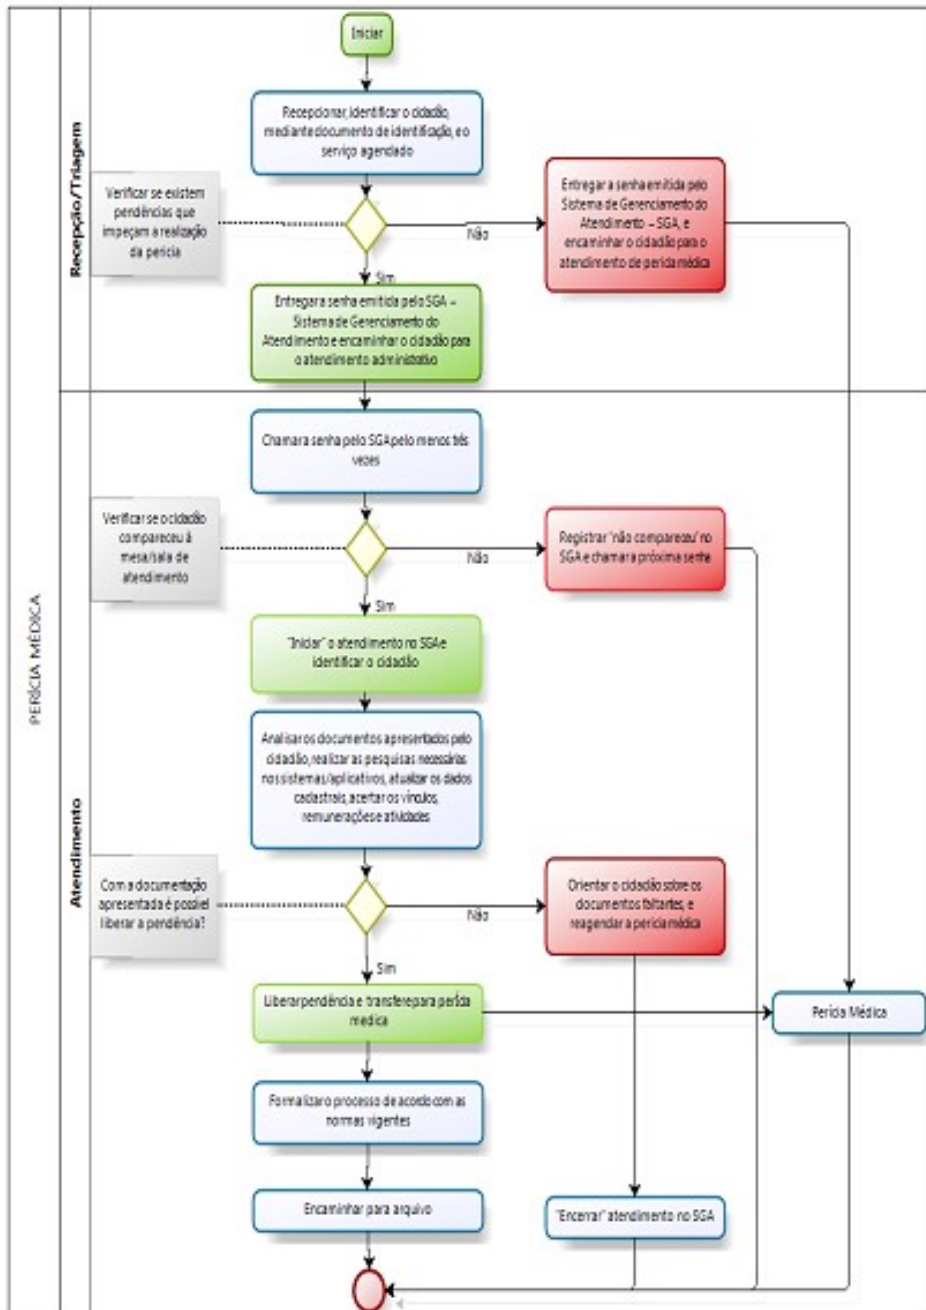 PERÍCIA MÉDICA
Recepção/Triagem
Iniciar
Recepcionar, identificar o cidadão,
mediante documento de identificação, e o
serviço agendado
Verificar se existem
pendências que
impeçam a realização
da perícia
Não
Entregar a senha emitida pelo
Sistema de Gerenciamento do
Atendimento – SGA, e
encaminhar o cidadão para o
atendimento de perícia médica
Sim
Entregar a senha emitida pelo SGA –
Sistema de Gerenciamento do
Atendimento e encaminhar o cidadão para
o atendimento administrativo
Atendimento
Chamar a senha pelo SGA pelo menos três
vezes
Verificar se o cidadão
compareceu à
mesa/sala de
atendimento
Não
Registrar 'não compareceu' no
SGA e chamar a próxima senha
Sim
"Iniciar" o atendimento no SGA e
identificar o cidadão
Analisar os documentos apresentados pelo
cidadão, realizar as pesquisas necessárias
nos sistemas/aplicativos, atualizar os dados
cadastrais, acertar os vínculos,
remunerações e atividades
Com a documentação
apresentada é possível
liberar a pendência?
Não
Orientar o cidadão sobre os
documentos faltantes, e
reagendar a perícia médica
Sim
Liberar pendência e transfere para perícia
medica
Perícia Médica
Formalizar o processo de acordo com as
normas vigentes
Encaminhar para arquivo
"Encerrar" atendimento no SGA